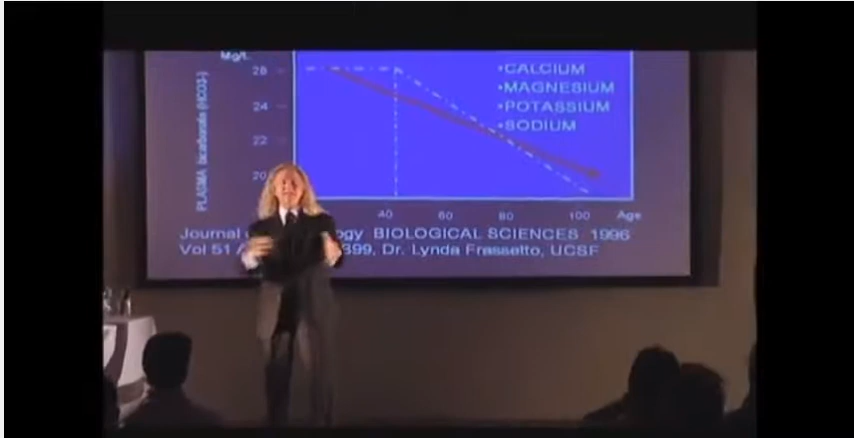 Mg/L
•CALCIUM
28
•MAGNESIUM
24
•POTASSIUM
•SODIUM
22
20
PLASMA bicarbonate (HCO3-)
40 60 80 100 Age
Journal ogy BIOLOGICAL SCIENCES 1996
Vol 51 399, Dr. Lynda Frassetto, UCSF